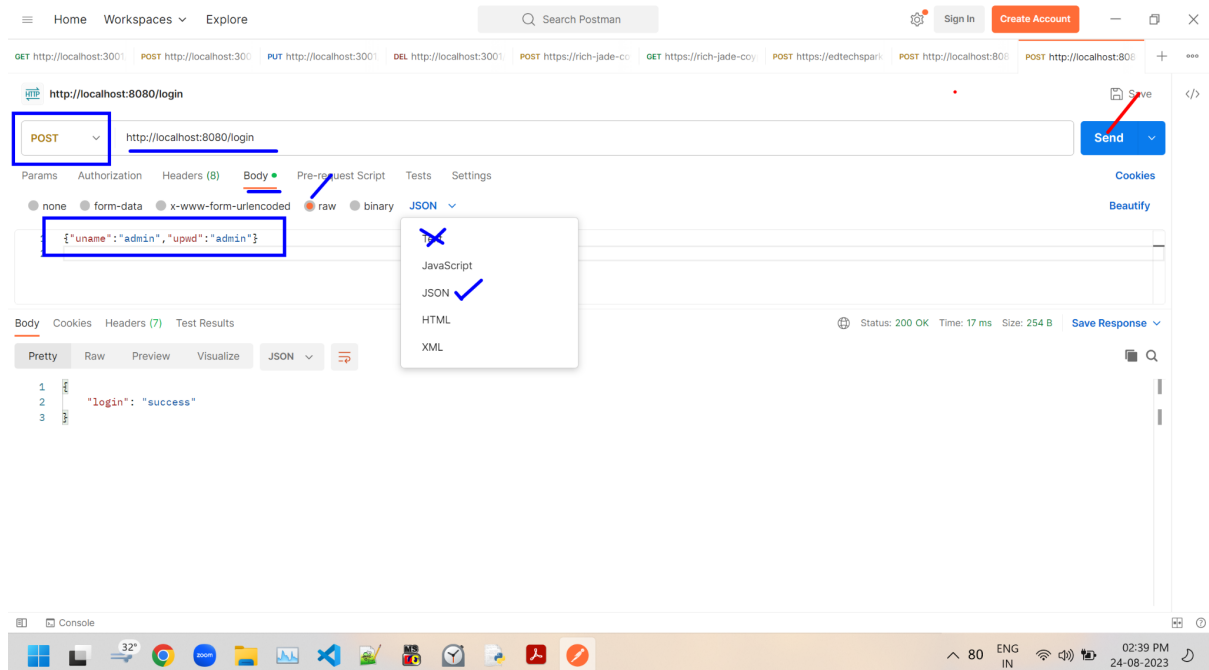 Home Workspaces Explore Search Postman Sign In Create Account
GET http://localhost:3001 POST http://localhost:300 PUT http://localhost:3001 DEL http://localhost:3001 POST https://rich-jade-co GET https://rich-jade-coy POST https://edtechspark POST http://localhost:808 POST http://localhost:808
HTTP http://localhost:8080/login Save </>
POST http://localhost:8080/login Send
Params Authorization Headers (8) Body Pre-request Script Tests Settings Cookies
none form-data x-www-form-urlencoded raw binary JSON Beautify
{"uname":"admin","upwd":"admin"}
Text
JavaScript
JSON
HTML
XML
Body Cookies Headers (7) Test Results Status: 200 OK Time: 17 ms Size: 254 B Save Response
Pretty Raw Preview Visualize JSON
1 {
2 "login": "success"
3 }
Console
32° zoom 80 ENG IN 02:39 PM 24-08-2023